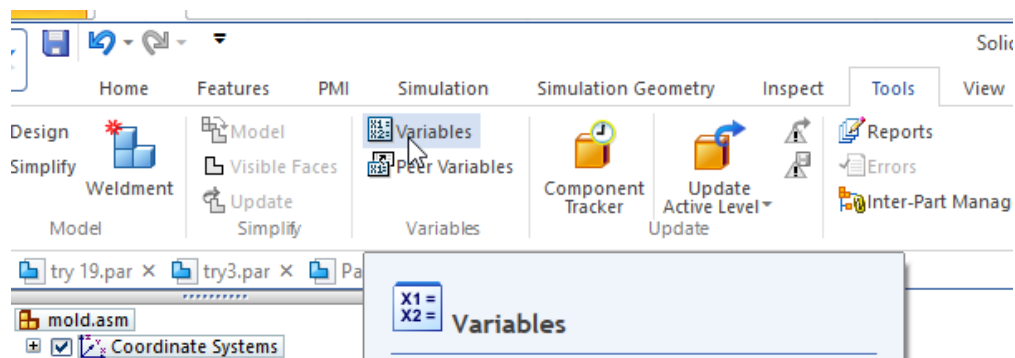 Solid
Home Features PMI Simulation Simulation Geometry Inspect Tools View
Design
Simplify
Weldment
Model
Model
Visible Faces
Update
Simplify
X1=
Variables
X1=
Peer Variables
Variables
Component
Tracker
Update
Active Level
Update
Reports
Errors
Inter-Part Manag
try 19.par × try3.par × Pa
X1 =
X2 =
Variables
mold.asm
Coordinate Systems